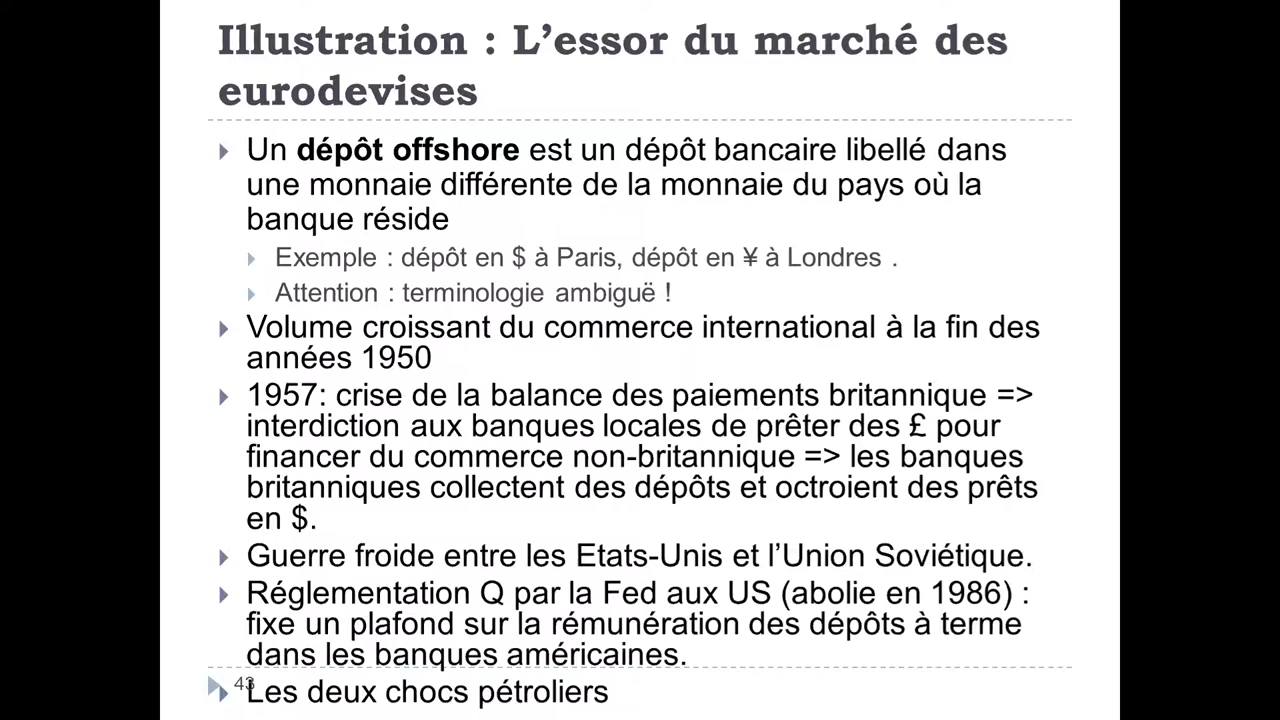 Illustration : L’essor du marché des
eurodevises
Un dépôt offshore est un dépôt bancaire libellé dans
une monnaie différente de la monnaie du pays où la
banque réside
Exemple : dépôt en $ à Paris, dépôt en ¥ à Londres .
Attention : terminologie ambiguë !
Volume croissant du commerce international à la fin des
années 1950
1957: crise de la balance des paiements britannique =>
interdiction aux banques locales de prêter des £ pour
financer du commerce non-britannique => les banques
britanniques collectent des dépôts et octroient des prêts
en $.
Guerre froide entre les Etats-Unis et l’Union Soviétique.
Réglementation Q par la Fed aux US (abolie en 1986) :
fixe un plafond sur la rémunération des dépôts à terme
dans les banques américaines.
43
Les deux chocs pétroliers